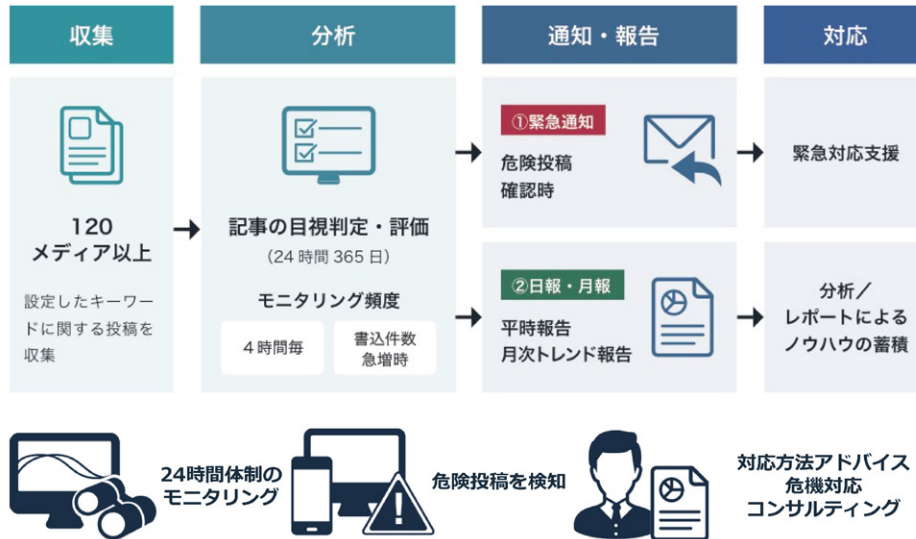 収集
120
メディア以上
設定したキーワー
ドに関する投稿を
収集
分析
記事の目視判定・評価
（24時間365日）
モニタリング頻度
4時間毎
書込件数
急増時
通知・報告
①緊急通知
危険投稿
確認時
②日報・月報
平時報告
月次トレンド報告
対応
緊急対応支援
分析／
レポートによる
ノウハウの蓄積
24時間体制の
モニタリング
危険投稿を検知
対応方法アドバイス
危機対応
コンサルティング